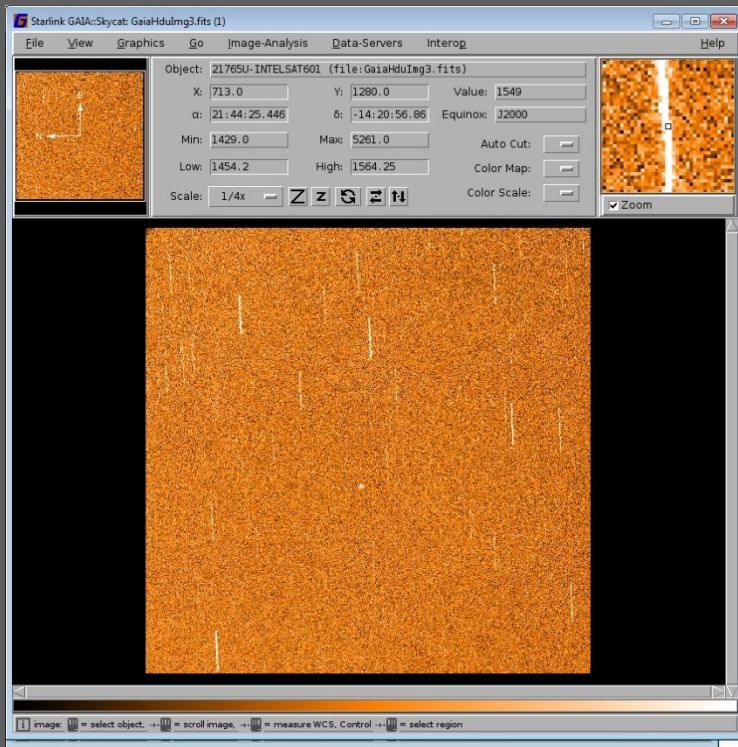 Starlink GAIA::Skycat: GaiaHduImg3.fits (1)
File View Graphics Go Image-Analysis Data-Servers Interop Help
Object: 21765U-INTELSAT601 (file:GaiaHduImg3.fits)
X: 713.0 Y: 1280.0 Value: 1549
α: 21:44:25.446 δ: -14:20:56.86 Equinox: J2000
Min: 1429.0 Max: 5261.0 Auto Cut:
Low: 1454.2 High: 1564.25 Color Map:
Scale: 1/4x Z z Color Scale:
Zoom
E
N
image: = select object, = scroll image, = measure WCS, Control = select region